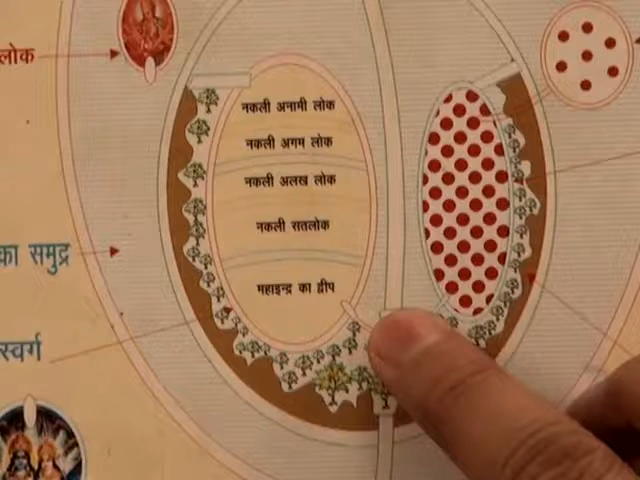 लोक
नकली अनामी लोक
नकली अगम लोक
नकली अलख लोक
नकली सतलोक
का समुद्र
महाइन्द्र का द्वीप
स्वर्ग